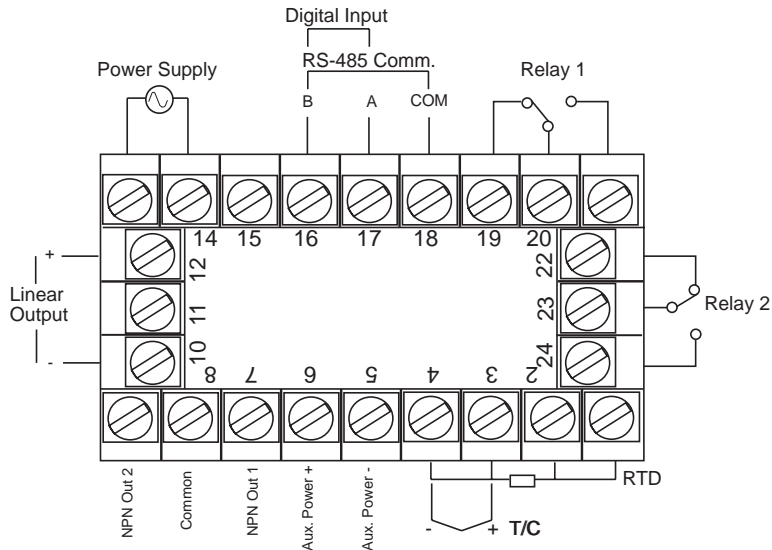 Digital Input
RS-485 Comm.
Power Supply
Relay 1
B A COM
14 15 16 17 18 19 20
+
12
22
Linear
Output
11
23
Relay 2
-
10
24
8 7 6 5 4 3 2
NPN Out 2
Common
NPN Out 1
Aux. Power +
Aux. Power -
RTD
- + T/C